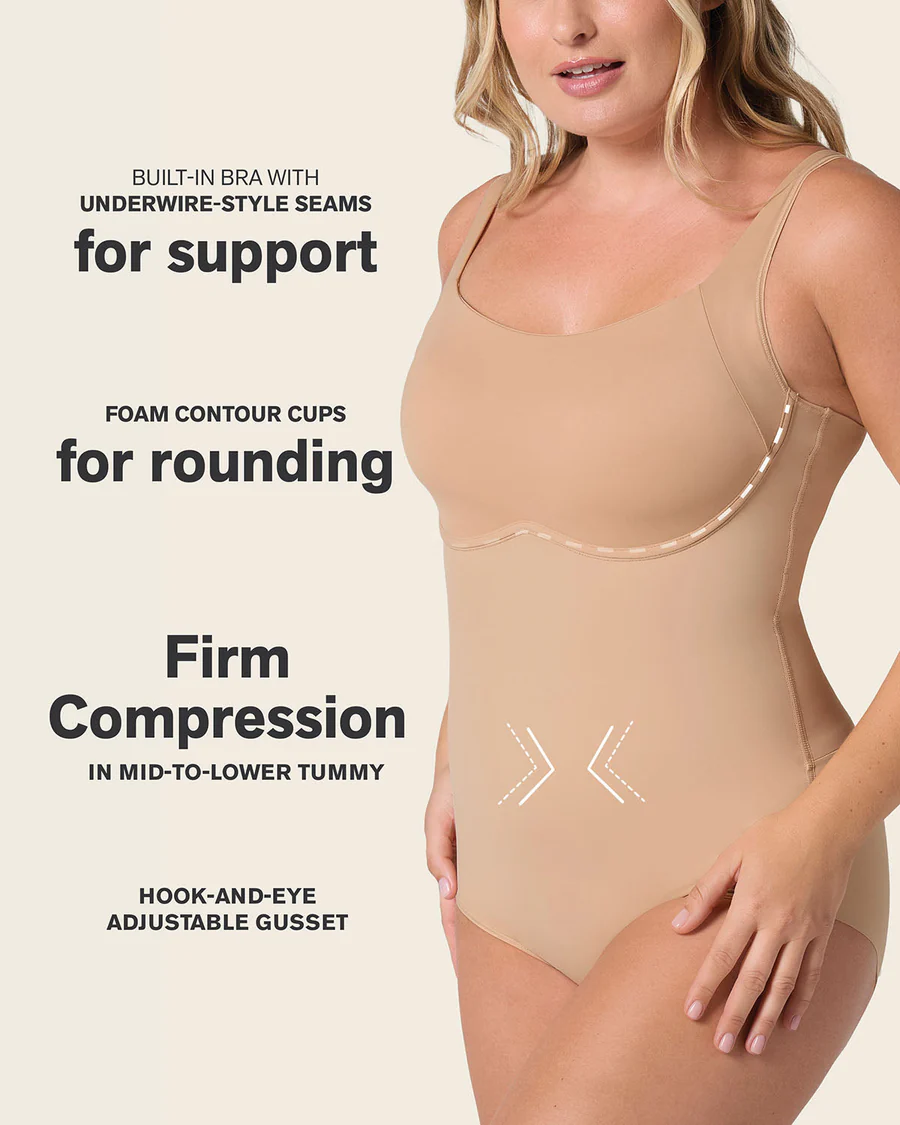 BUILT-IN BRA WITH
UNDERWIRE-STYLE SEAMS
for support
FOAM CONTOUR CUPS
for rounding
Firm
Compression
IN MID-TO-LOWER TUMMY
HOOK-AND-EYE
ADJUSTABLE GUSSET